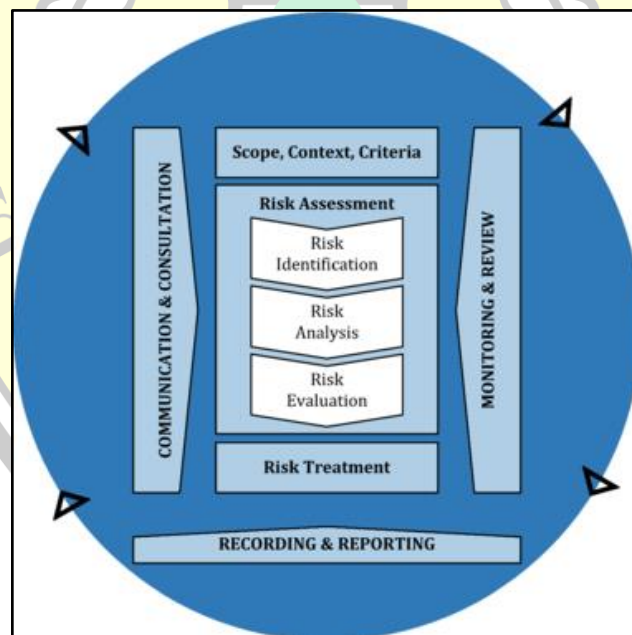 Scope, Context, Criteria
Risk Assessment
Risk
Identification
Risk
Analysis
Risk
Evaluation
Risk Treatment
COMMUNICATION & CONSULTATION
MONITORING & REVIEW
RECORDING & REPORTING